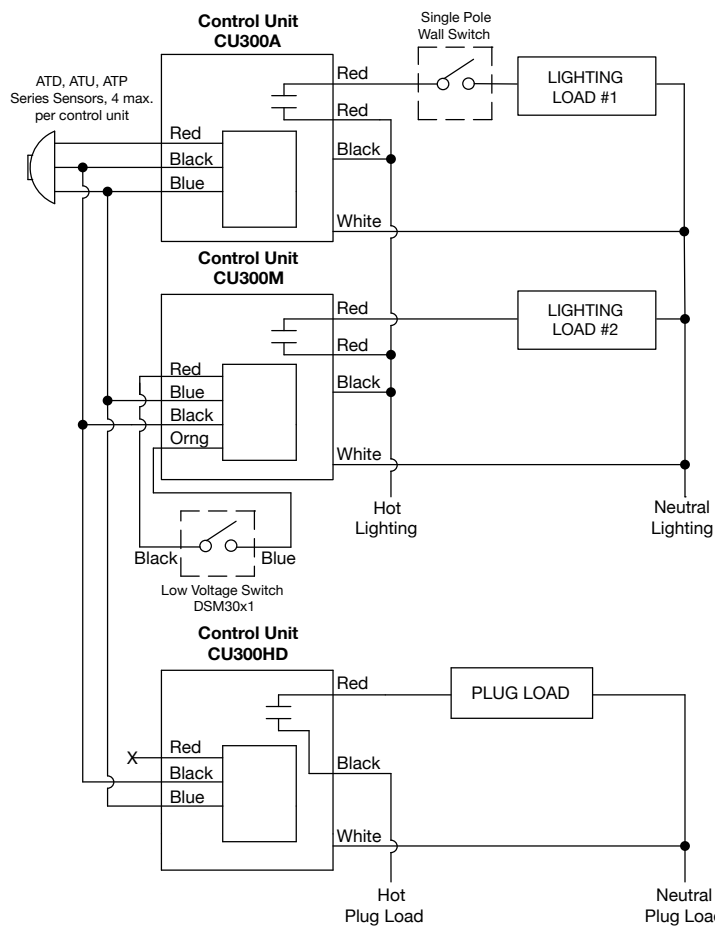 Control Unit
CU300A
Single Pole
Wall Switch
ATD, ATU, ATP
Series Sensors, 4 max.
per control unit
Red
LIGHTING
LOAD #1
Red
Red
Black
Black
Blue
White
Control Unit
CU300M
Red
LIGHTING
LOAD #2
Red
Red
Blue
Black
Black
Orng
White
Hot
Lighting
Neutral
Lighting
Black
Blue
Low Voltage Switch
DSM30x1
Control Unit
CU300HD
Red
PLUG LOAD
X
Red
Black
Black
Blue
White
Hot
Plug Load
Neutral
Plug Load